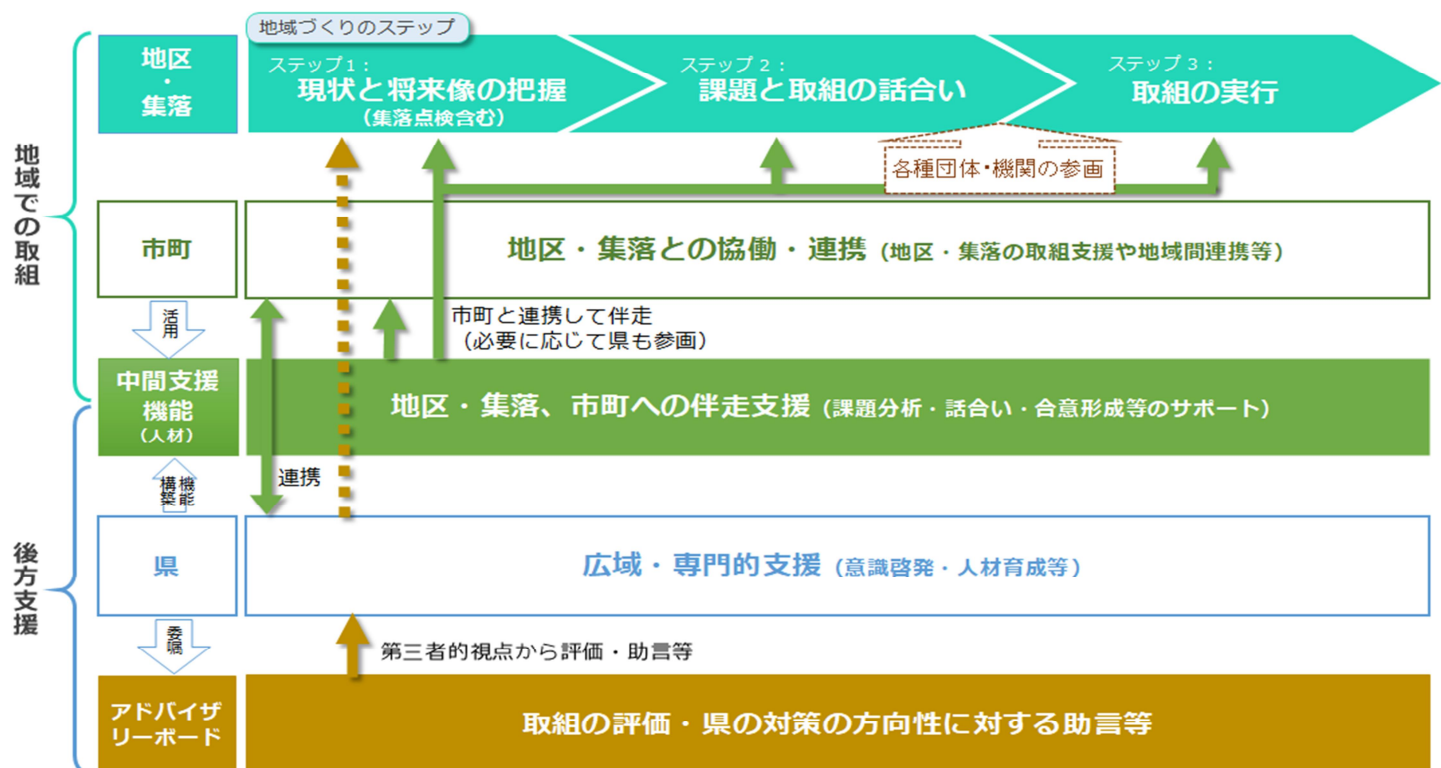 地域づくりのステップ
地区
・
集落
ステップ1：
現状と将来像の把握
（集落点検含む）
ステップ2：
課題と取組の話合い
ステップ3：
取組の実行
各種団体・機関の参画
地域での取組
市町
地区・集落との協働・連携（地区・集落の取組支援や地域間連携等）
活用
市町と連携して伴走
（必要に応じて県も参画）
中間支援
機能
（人材）
地区・集落、市町への伴走支援（課題分析・話合い・合意形成等のサポート）
機能
構築
連携
後方支援
県
広域・専門的支援（意識啓発・人材育成等）
委嘱
第三者的視点から評価・助言等
アドバイザ
リーボード
取組の評価・県の対策の方向性に対する助言等